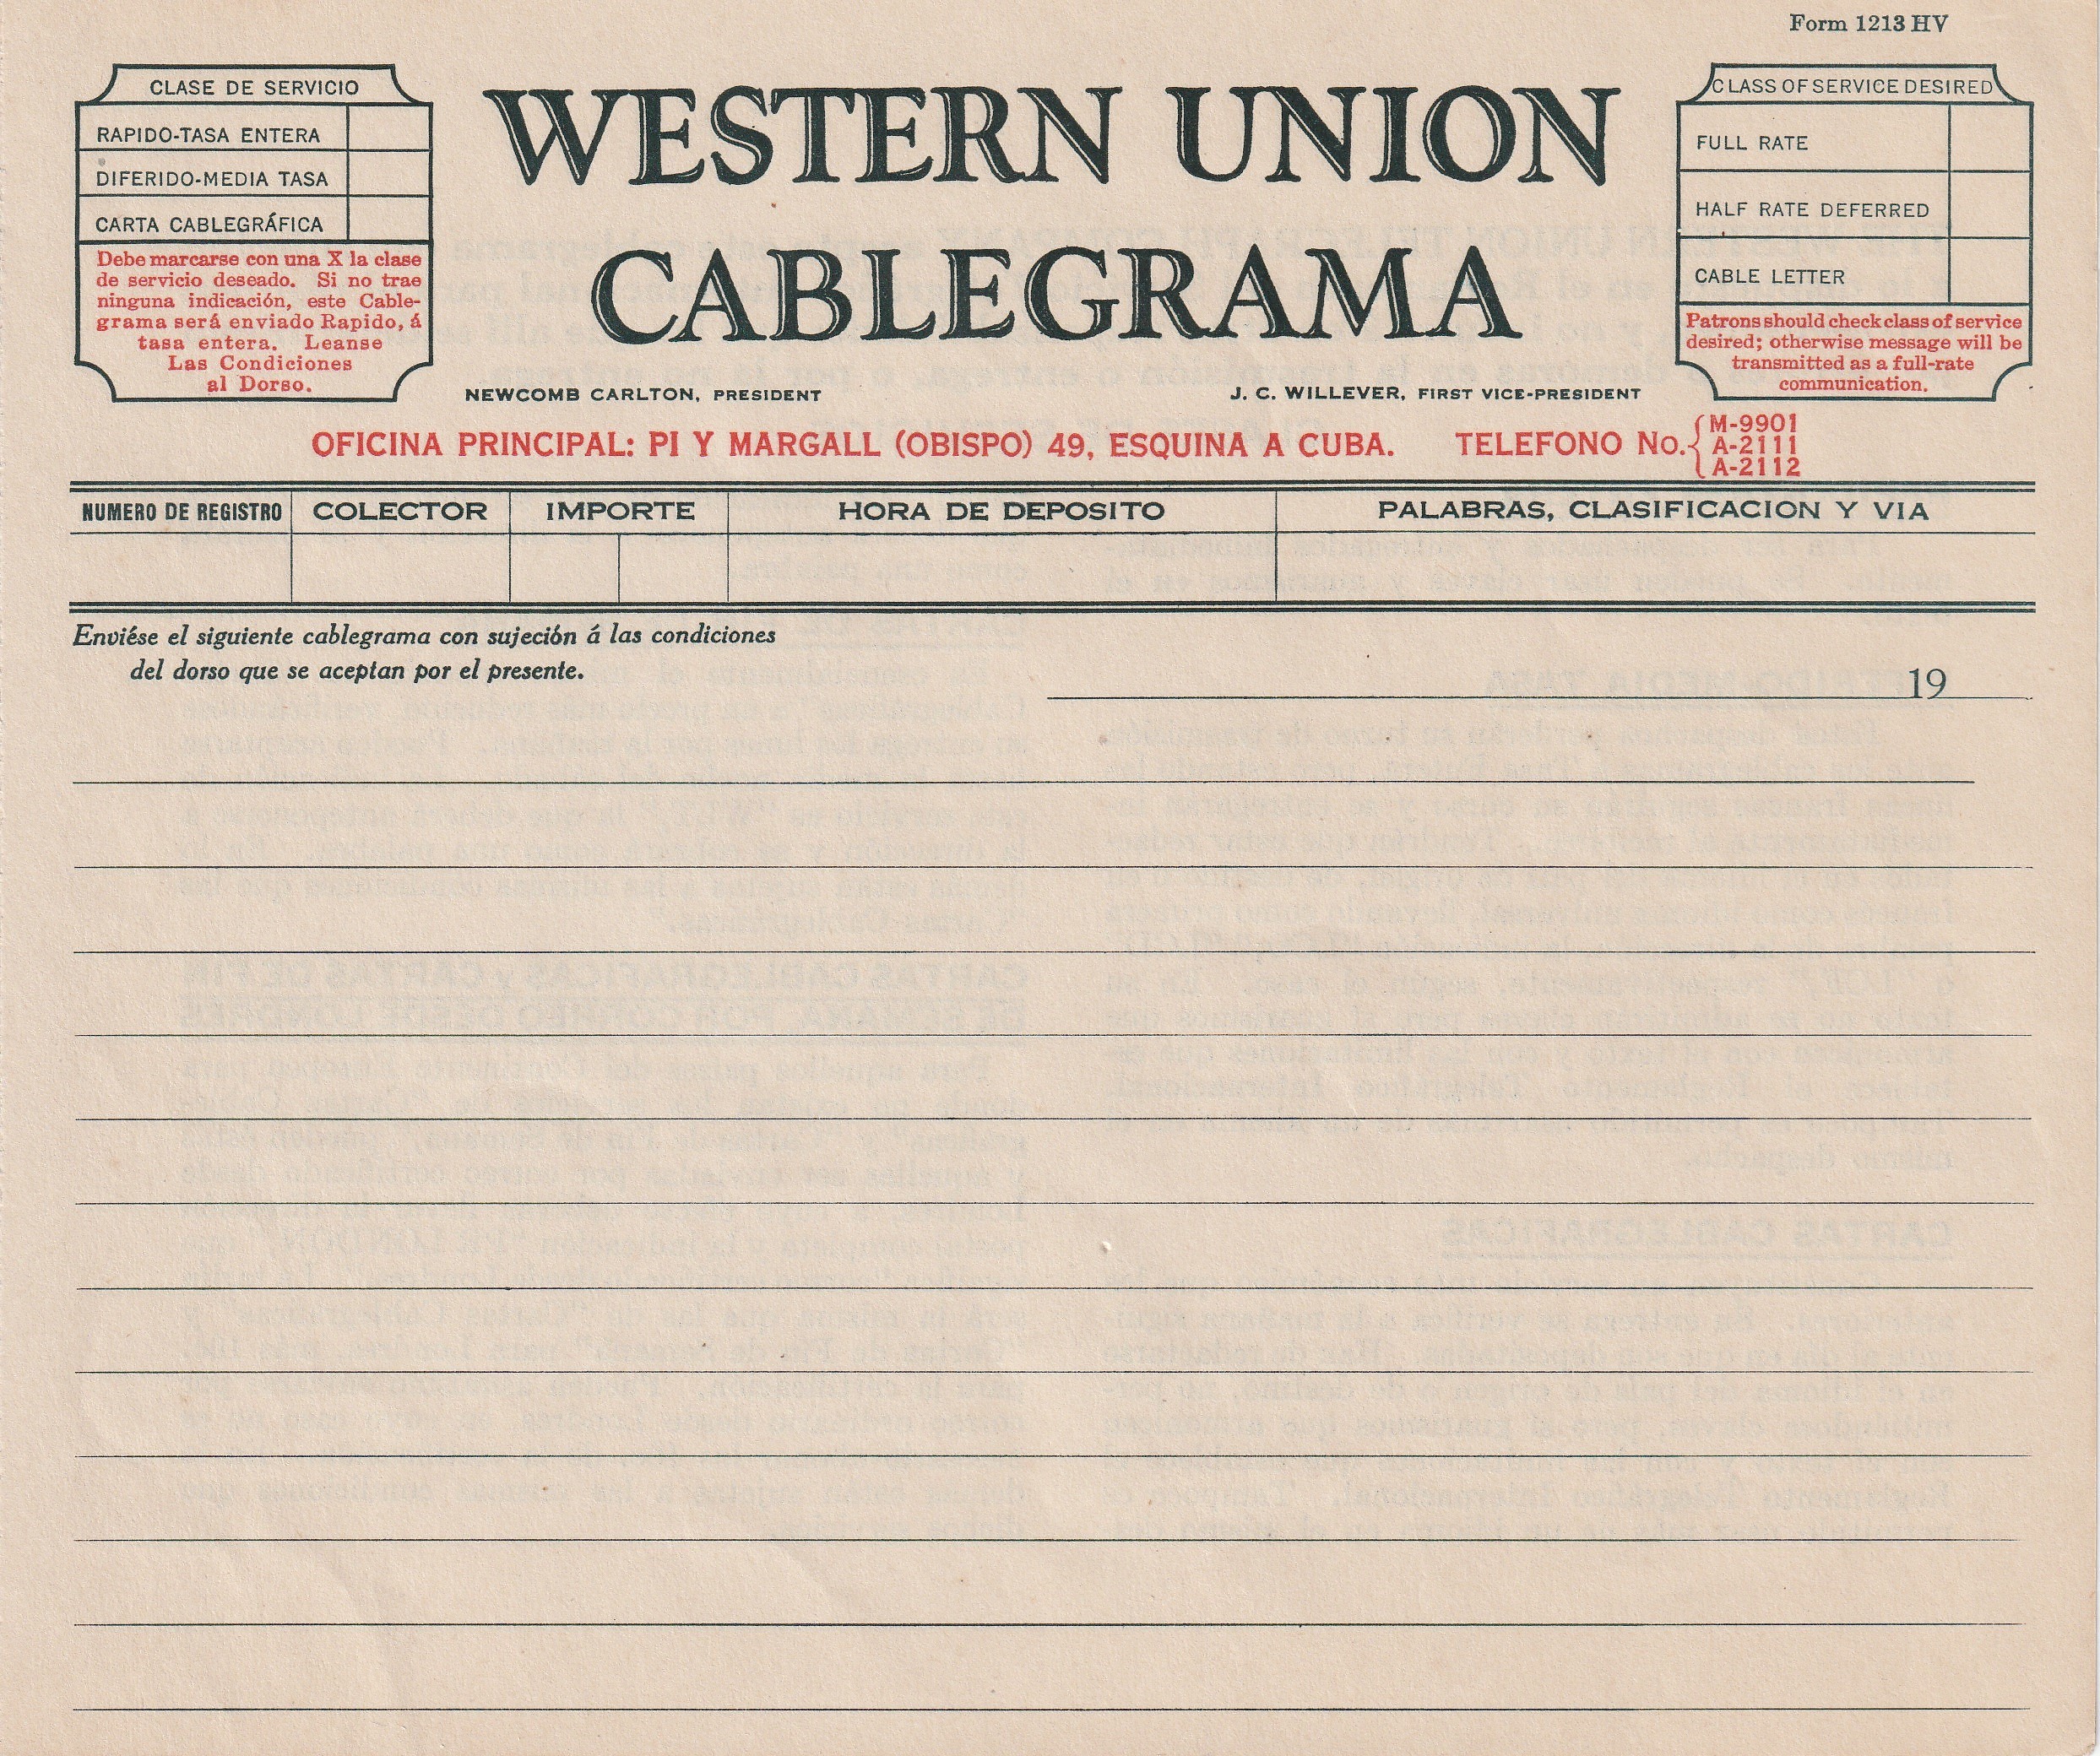 Form 1213 HV
CLASE DE SERVICIO
RAPIDO-TASA ENTERA
DIFERIDO-MEDIA TASA
CARTA CABLEGRÁFICA
Debe marcarse con una X la clase
de servicio deseado. Si no trae
ninguna indicación, este Cable-
grama será enviado Rapido, á
tasa entera. Leanse
Las Condiciones
al Dorso.
WESTERN UNION
CABLEGRAMA
NEWCOMB CARLTON, PRESIDENT
J. C. WILLEVER, FIRST VICE-PRESIDENT
CLASS OF SERVICE DESIRED
FULL RATE
HALF RATE DEFERRED
CABLE LETTER
Patrons should check class of service
desired; otherwise message will be
transmitted as a full-rate
communication.
OFICINA PRINCIPAL: PI Y MARGALL (OBISPO) 49, ESQUINA A CUBA. TELEFONO No. M-9901
A-2111
A-2112
NUMERO DE REGISTRO COLECTOR IMPORTE HORA DE DEPOSITO PALABRAS, CLASIFICACION Y VIA
Enviése el siguiente cablegrama con sujeción á las condiciones
del dorso que se aceptan por el presente.
19